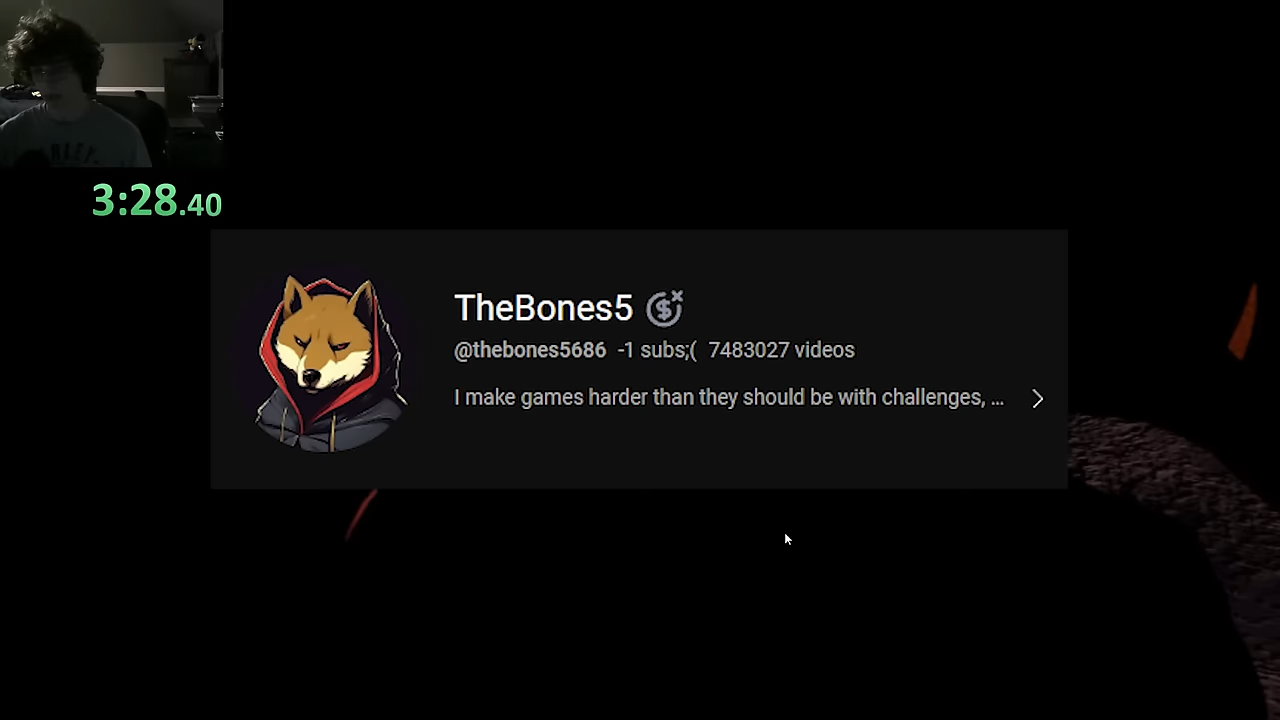 3:28.40
TheBones5
@thebones5686 -1 subs;( 7483027 videos
I make games harder than they should be with challenges, ...